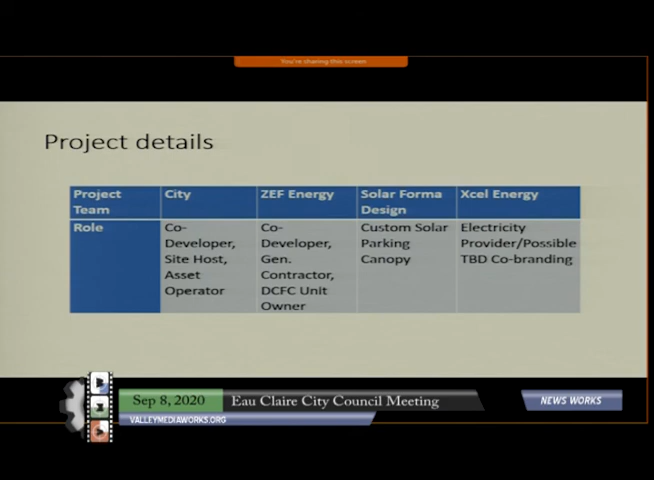 You're sharing this screen
Project details
Project Team
City
ZEF Energy
Solar Forma Design
Xcel Energy
Role
Co-
Developer,
Site Host,
Asset
Operator
Co-
Developer,
Gen.
Contractor,
DCFC Unit
Owner
Custom Solar
Parking
Canopy
Electricity
Provider/Possible
TBD Co-branding
Sep 8, 2020
Eau Claire City Council Meeting
NEWS WORKS
VALLEYMEDIAWORKS.ORG